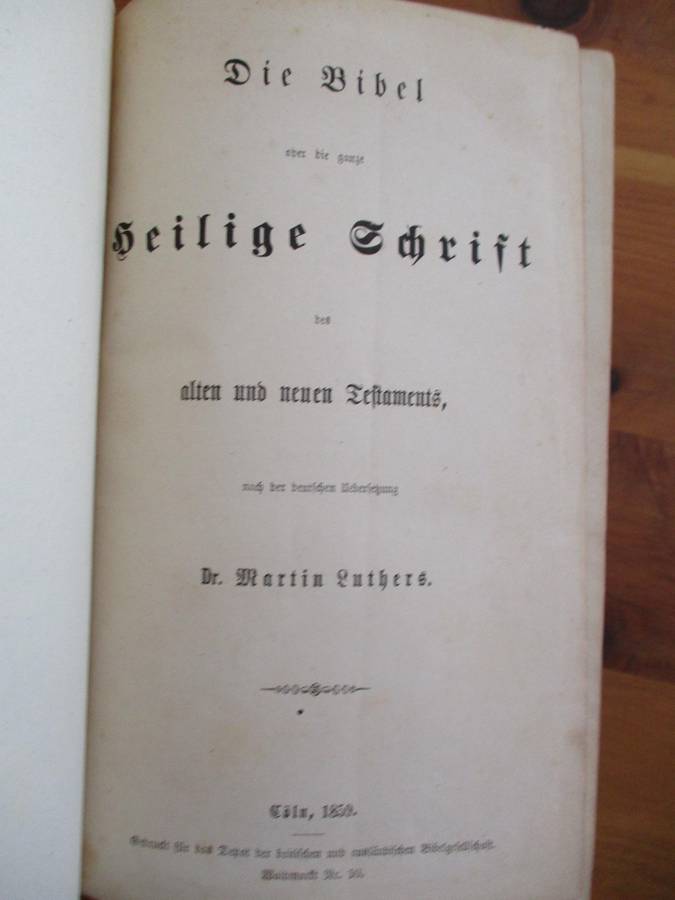 Die Bibel
oder die ganze
Heilige Schrift
des
alten und neuen Testaments,
nach der deutschen Uebersetzung
Dr. Martin Luthers.
Cöln, 1859.
Gedruckt für das Depot der britischen und ausländischen Bibelgesellschaft.
Nr.